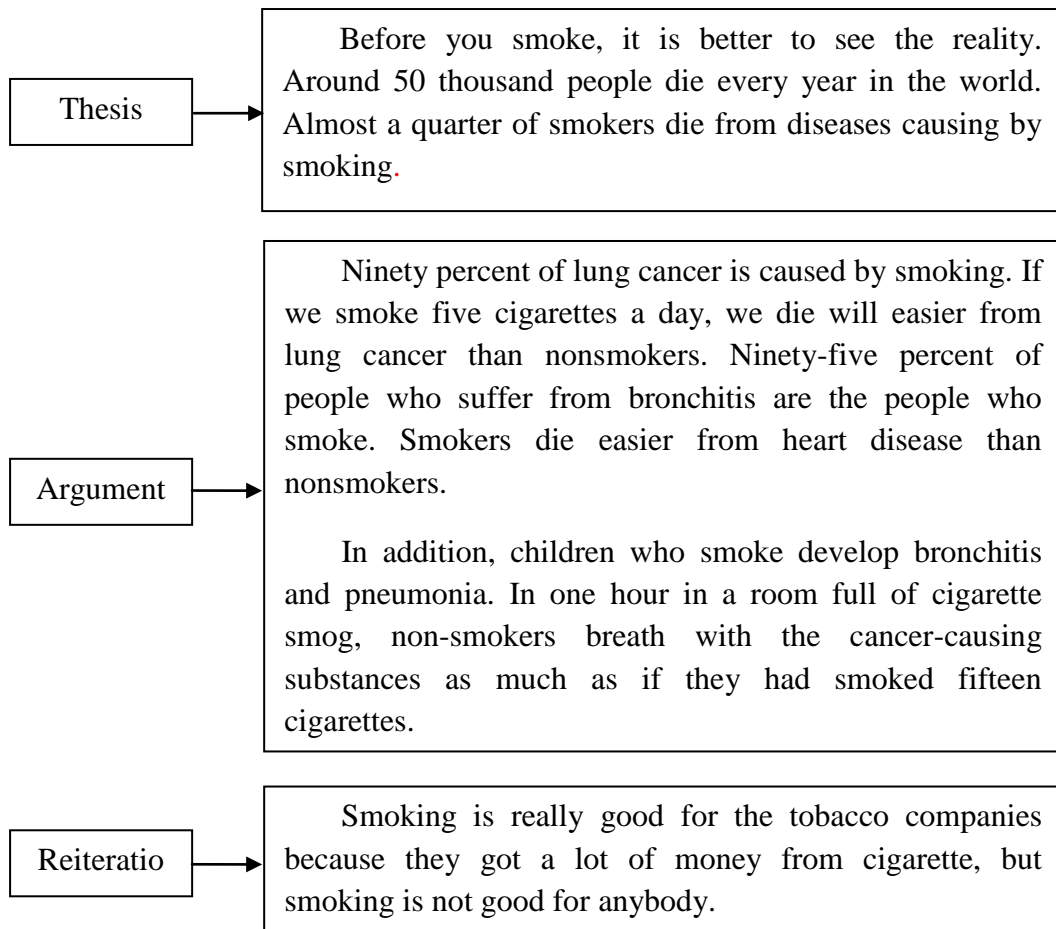 Thesis
Before you smoke, it is better to see the reality.
Around 50 thousand people die every year in the world.
Almost a quarter of smokers die from diseases causing by
smoking.
Argument
Ninety percent of lung cancer is caused by smoking. If
we smoke five cigarettes a day, we die will easier from
lung cancer than nonsmokers. Ninety-five percent of
people who suffer from bronchitis are the people who
smoke. Smokers die easier from heart disease than
nonsmokers.
In addition, children who smoke develop bronchitis
and pneumonia. In one hour in a room full of cigarette
smog, non-smokers breath with the cancer-causing
substances as much as if they had smoked fifteen
cigarettes.
Reiteratio
Smoking is really good for the tobacco companies
because they got a lot of money from cigarette, but
smoking is not good for anybody.